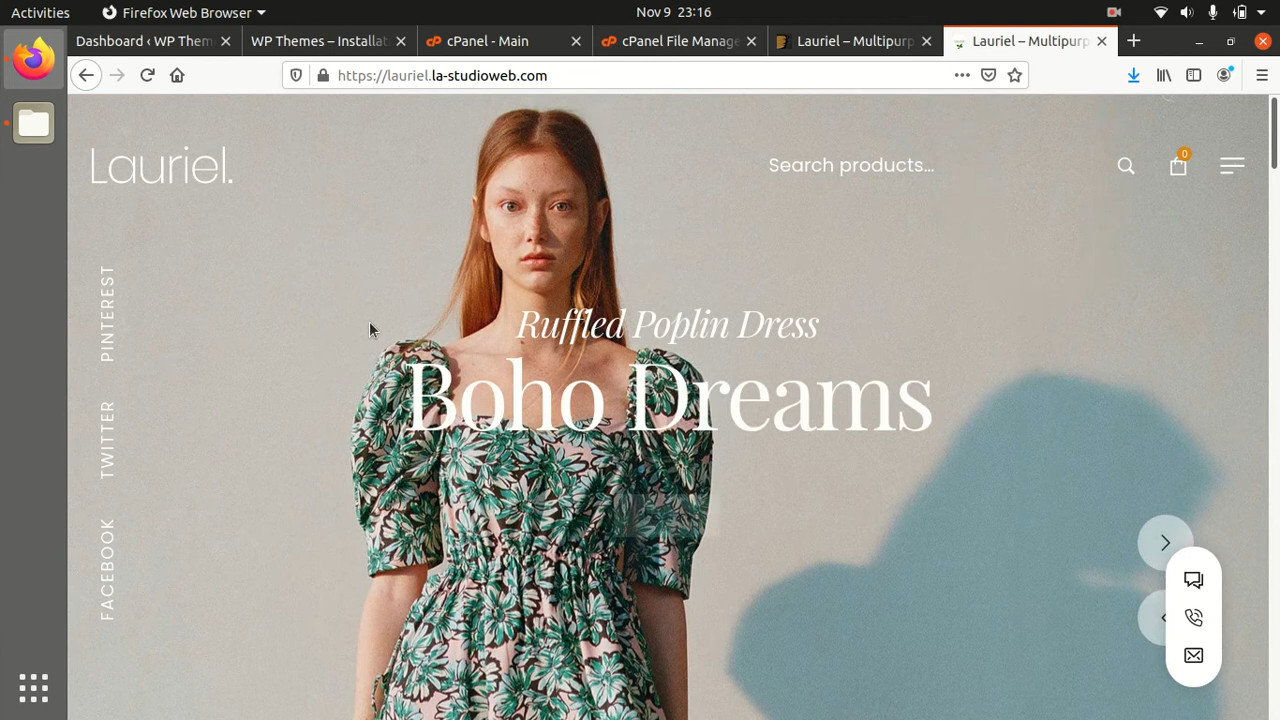 Activities Firefox Web Browser Nov 9 23:16
Dashboard ‹ WP Them WP Themes – Installat cPanel - Main cPanel File Manage Lauriel – Multipurp Lauriel – Multipurp
https://lauriel.la-studioweb.com
Lauriel. Search products... 0
PINTEREST
TWITTER
FACEBOOK
Ruffled Poplin Dress
Boho Dreams